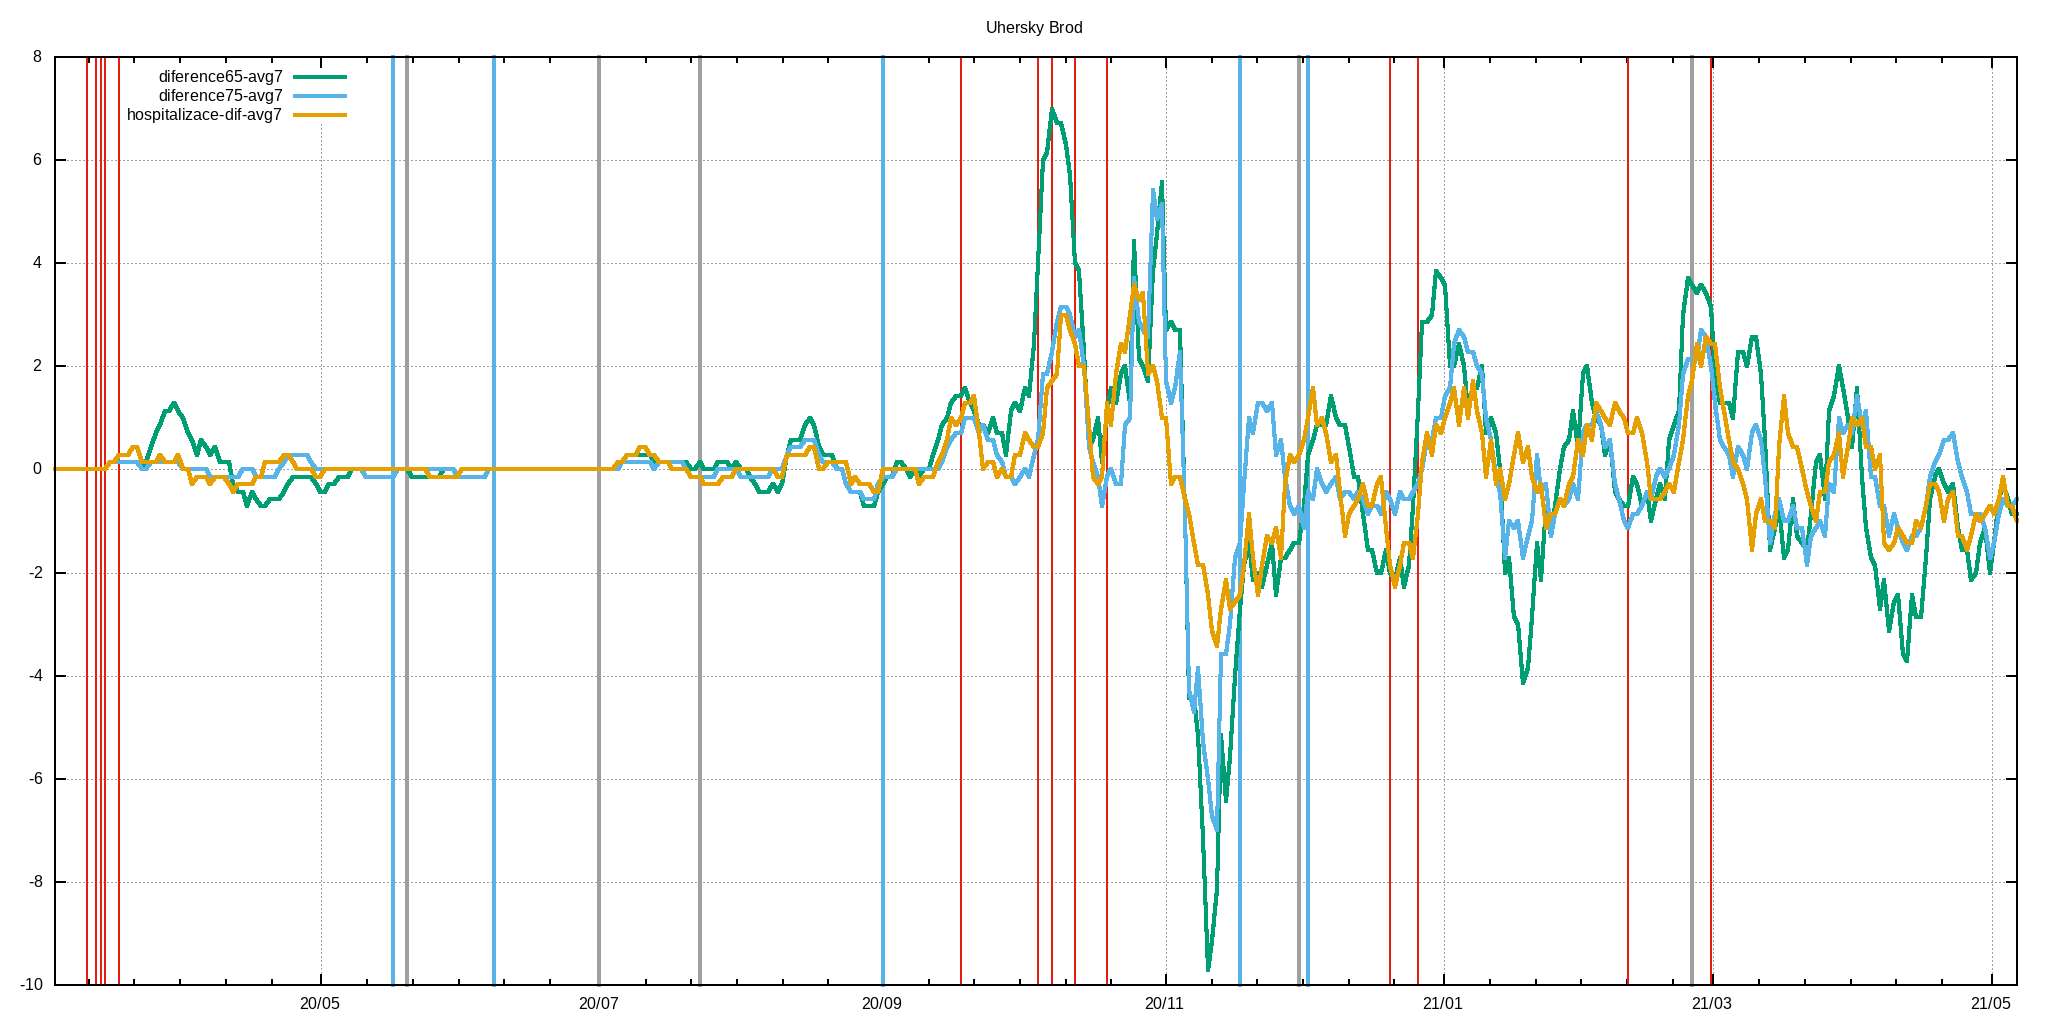 Uhersky Brod
diference65-avg7
diference75-avg7
hospitalizace-dif-avg7
8
6
4
2
0
-2
-4
-6
-8
-10
20/05 20/07 20/09 20/11 21/01 21/03 21/05